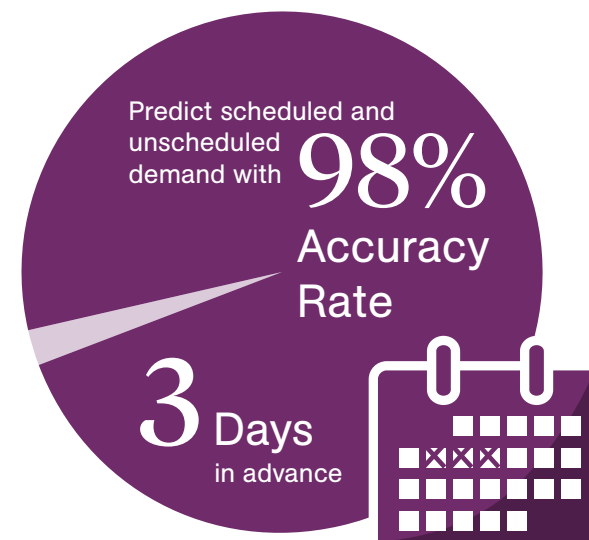 Predict scheduled and
unscheduled
demand with 98%
Accuracy
Rate
3 Days
in advance